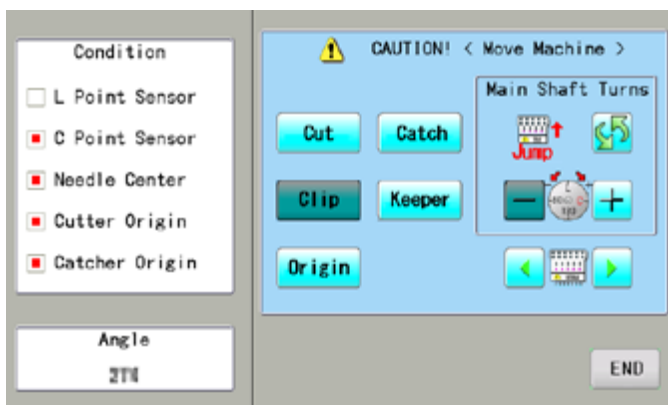 Condition
L Point Sensor
C Point Sensor
Needle Center
Cutter Origin
Catcher Origin
Angle
CAUTION! < Move Machine >
Main Shaft Turns
Cut
Catch
Jump
Clip
Keeper
Origin
END